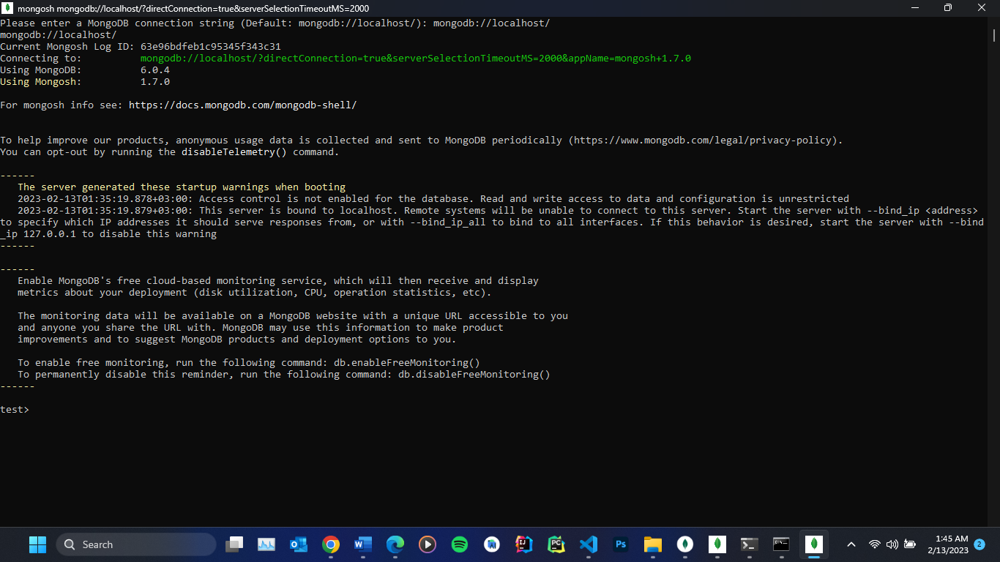 mongosh mongodb://localhost/?directConnection=true&serverSelectionTimeoutMS=2000
Please enter a MongoDB connection string (Default: mongodb://localhost/): mongodb://localhost/
mongodb://localhost/
Current Mongosh Log ID: 63e96bdfeb1c95345f343c31
Connecting to: mongodb://localhost/?directConnection=true&serverSelectionTimeoutMS=2000&appName=mongosh+1.7.0
Using MongoDB: 6.0.4
Using Mongosh: 1.7.0
For mongosh info see: https://docs.mongodb.com/mongodb-shell/
To help improve our products, anonymous usage data is collected and sent to MongoDB periodically (https://www.mongodb.com/legal/privacy-policy).
You can opt-out by running the disableTelemetry() command.
------
The server generated these startup warnings when booting
2023-02-13T01:35:19.878+03:00: Access control is not enabled for the database. Read and write access to data and configuration is unrestricted
2023-02-13T01:35:19.879+03:00: This server is bound to localhost. Remote systems will be unable to connect to this server. Start the server with --bind_ip <address>
to specify which IP addresses it should serve responses from, or with --bind_ip_all to bind to all interfaces. If this behavior is desired, start the server with --bind
_ip 127.0.0.1 to disable this warning
------
------
Enable MongoDB's free cloud-based monitoring service, which will then receive and display
metrics about your deployment (disk utilization, CPU, operation statistics, etc).
The monitoring data will be available on a MongoDB website with a unique URL accessible to you
and anyone you share the URL with. MongoDB may use this information to make product
improvements and to suggest MongoDB products and deployment options to you.
To enable free monitoring, run the following command: db.enableFreeMonitoring()
To permanently disable this reminder, run the following command: db.disableFreeMonitoring()
------
test>
Search
Ps
1:45 AM
2/13/2023
2